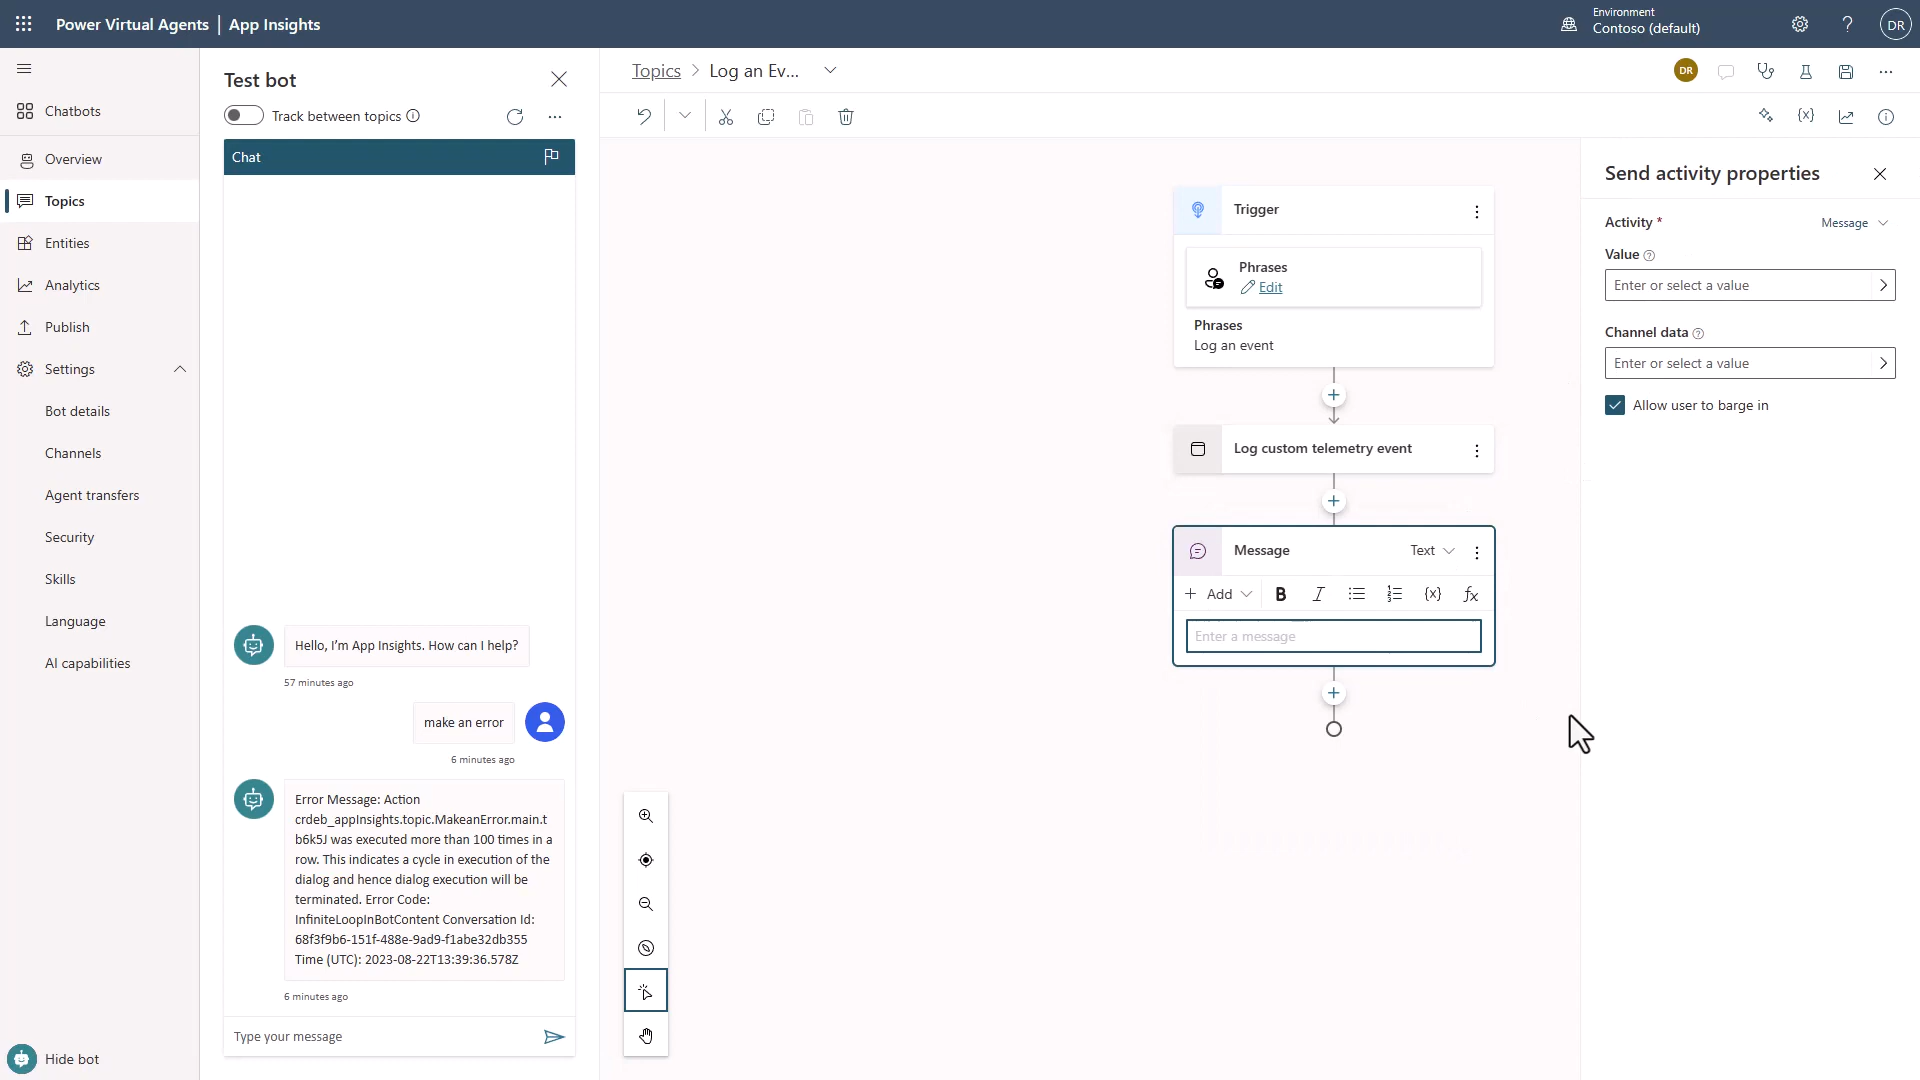 Power Virtual Agents | App Insights
Environment
Contoso (default)
DR
Chatbots
Overview
Topics
Entities
Analytics
Publish
Settings
Bot details
Channels
Agent transfers
Security
Skills
Language
AI capabilities
Hide bot
Test bot
Track between topics
Chat
Hello, I'm App Insights. How can I help?
57 minutes ago
make an error
6 minutes ago
Error Message: Action
crdeb_appInsights.topic.MakeanError.main.t
b6k5J was executed more than 100 times in a
row. This indicates a cycle in execution of the
dialog and hence dialog execution will be
terminated. Error Code:
InfiniteLoopInBotContent Conversation Id:
68f3f9b6-151f-488e-9ad9-f1abe32db355
Time (UTC): 2023-08-22T13:39:36.578Z
6 minutes ago
Type your message
Topics > Log an Ev...
DR
Trigger
Phrases
Edit
Phrases
Log an event
Log custom telemetry event
Message
Text
Add
Enter a message
Send activity properties
Activity *
Message
Value
Enter or select a value
Channel data
Enter or select a value
Allow user to barge in